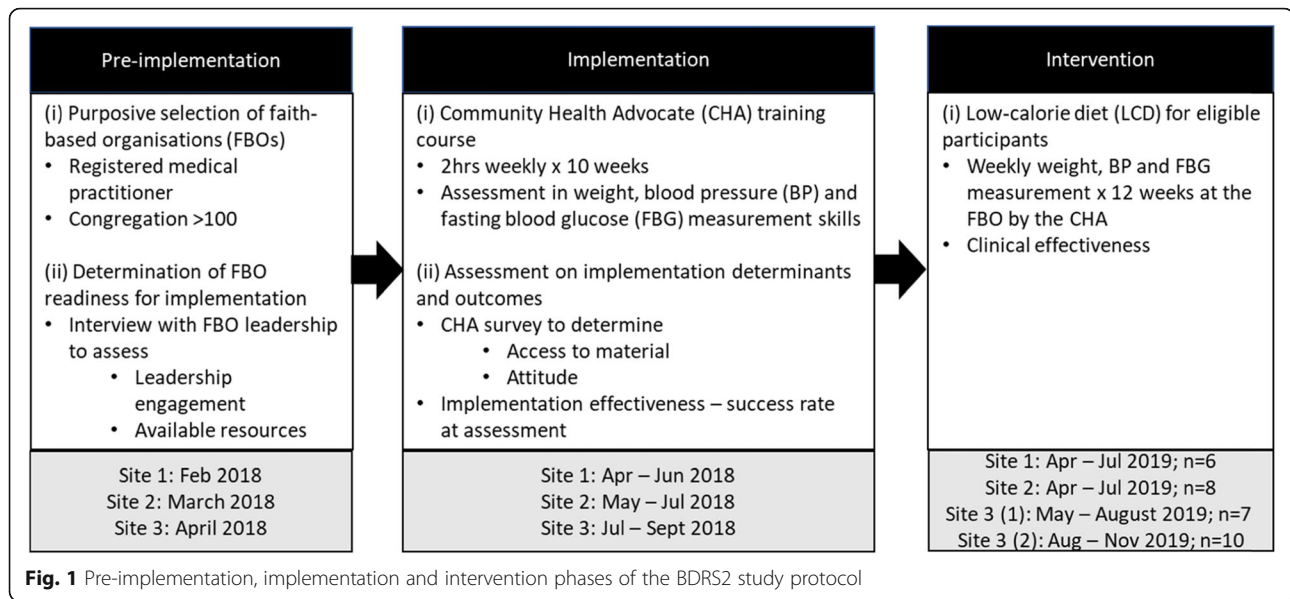 Pre-implementation
(i) Purposive selection of faith-
based organisations (FBOs)
• Registered medical
practitioner
• Congregation >100
(ii) Determination of FBO
readiness for implementation
• Interview with FBO leadership
to assess
• Leadership
engagement
• Available resources
Site 1: Feb 2018
Site 2: March 2018
Site 3: April 2018
Implementation
(i) Community Health Advocate (CHA) training
course
• 2hrs weekly x 10 weeks
• Assessment in weight, blood pressure (BP) and
fasting blood glucose (FBG) measurement skills
(ii) Assessment on implementation determinants
and outcomes
• CHA survey to determine
• Access to material
• Attitude
• Implementation effectiveness – success rate
at assessment
Site 1: Apr – Jun 2018
Site 2: May – Jul 2018
Site 3: Jul – Sept 2018
Intervention
(i) Low-calorie diet (LCD) for eligible
participants
• Weekly weight, BP and FBG
measurement x 12 weeks at the
FBO by the CHA
• Clinical effectiveness
Site 1: Apr – Jul 2019; n=6
Site 2: Apr – Jul 2019; n=8
Site 3 (1): May – August 2019; n=7
Site 3 (2): Aug – Nov 2019; n=10
Fig. 1 Pre-implementation, implementation and intervention phases of the BDRS2 study protocol